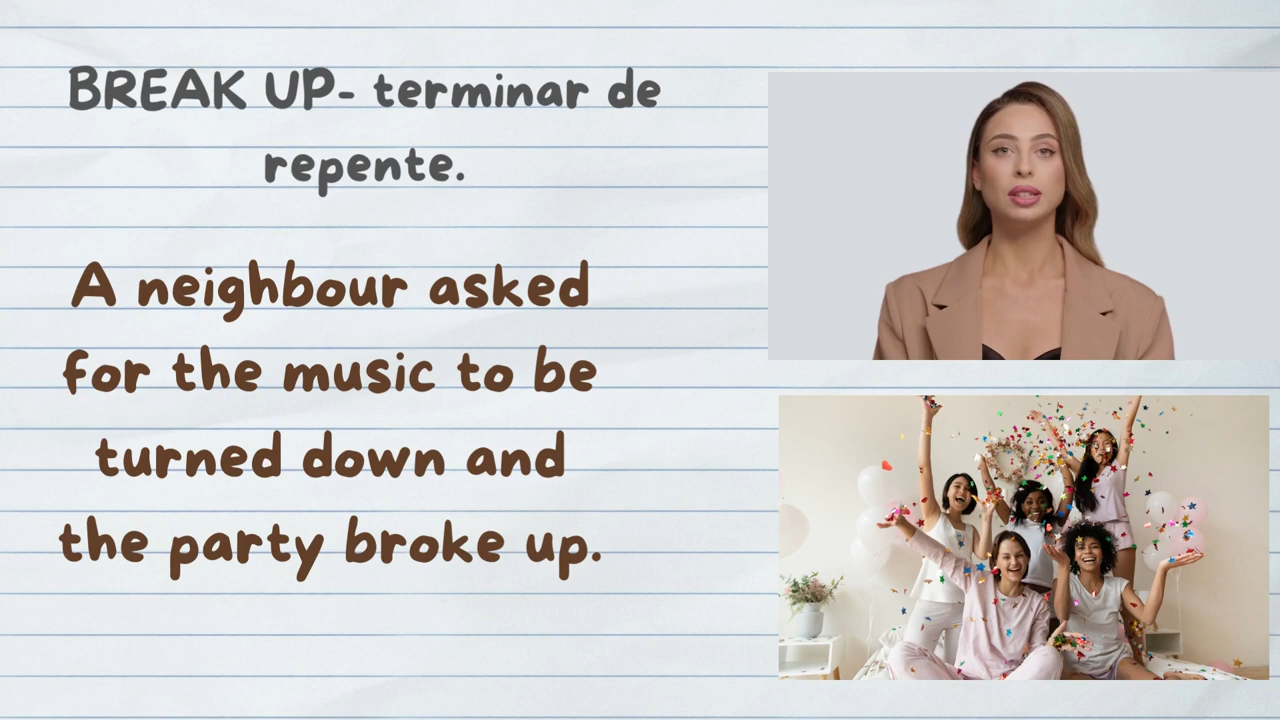 BREAK UP- terminar de
repente.
A neighbour asked
for the music to be
turned down and
the party broke up.